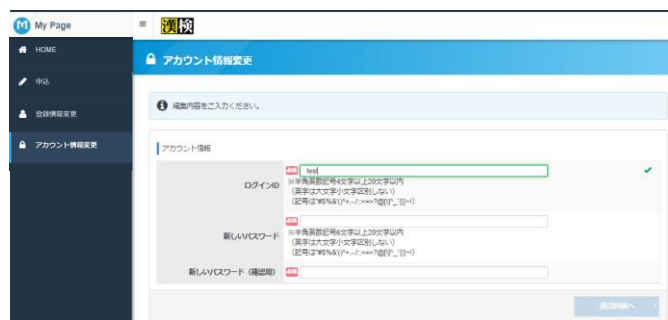 My Page
漢検
HOME
アカウント情報変更
申込
編集内容をご入力ください。
登録情報変更
アカウント情報変更
アカウント情報
ログインID
必須
test
※半角英数記号4文字以上20文字以内
(英字は大文字小文字区別しない)
新しいパスワード
必須
※半角英数記号6文字以上20文字以内
(英字は大文字小文字区別しない)
新しいパスワード (確認用)
必須
確認画面へ